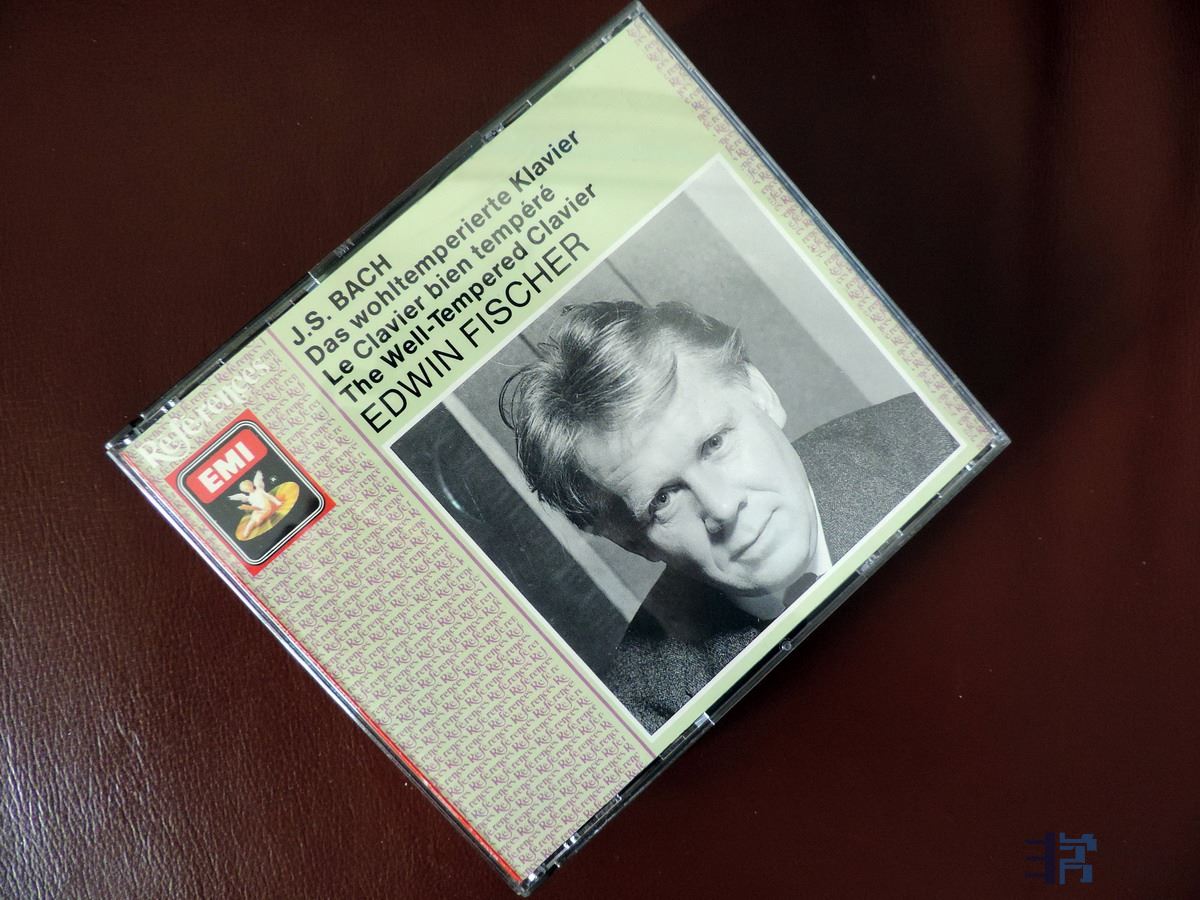 J.S. BACH
Das wohltemperierte Klavier
Le Clavier bien tempéré
The Well-Tempered Clavier
EDWIN FISCHER
References
EMI